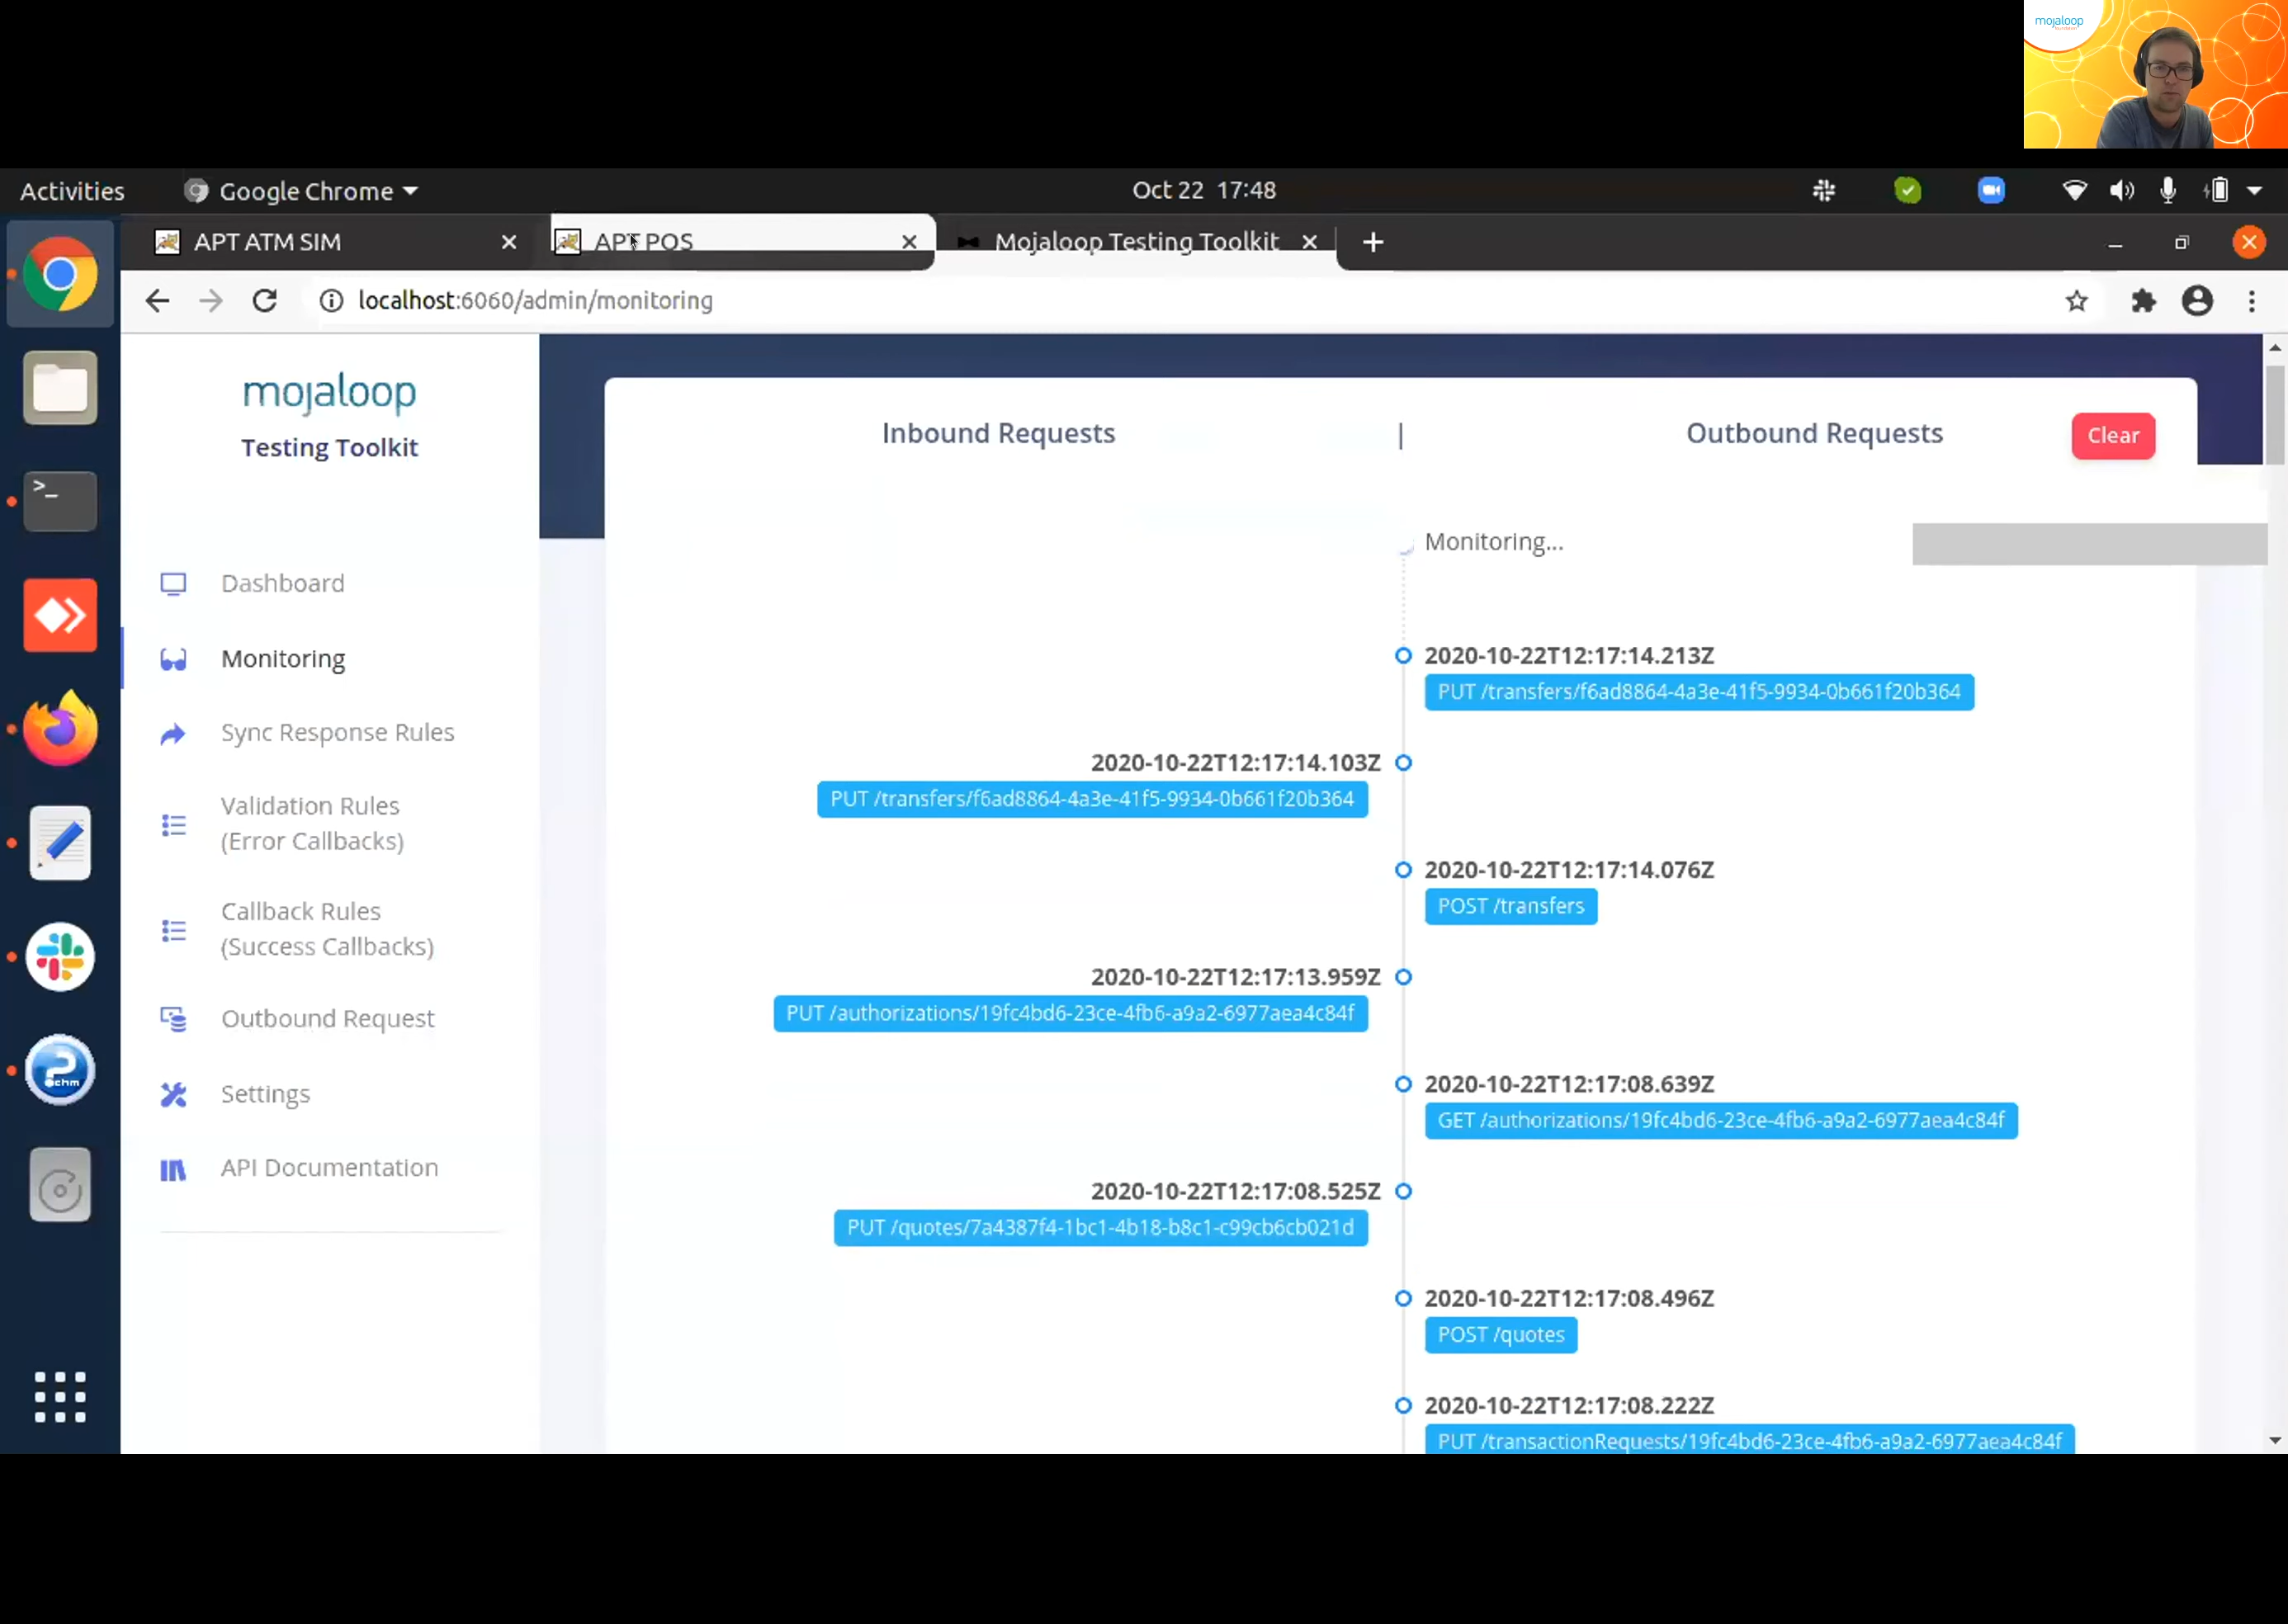 mojaloop
Activities
Google Chrome
Oct 22 17:48
APT ATM SIM
APT POS
Mojaloop Testing Toolkit
localhost:6060/admin/monitoring
mojaloop
Testing Toolkit
Dashboard
Monitoring
Sync Response Rules
Validation Rules
(Error Callbacks)
Callback Rules
(Success Callbacks)
Outbound Request
Settings
API Documentation
Inbound Requests | Outbound Requests
Clear
Monitoring...
2020-10-22T12:17:14.213Z
PUT /transfers/f6ad8864-4a3e-41f5-9934-0b661f20b364
2020-10-22T12:17:14.103Z
PUT /transfers/f6ad8864-4a3e-41f5-9934-0b661f20b364
2020-10-22T12:17:14.076Z
POST /transfers
2020-10-22T12:17:13.959Z
PUT /authorizations/19fc4bd6-23ce-4fb6-a9a2-6977aea4c84f
2020-10-22T12:17:08.639Z
GET /authorizations/19fc4bd6-23ce-4fb6-a9a2-6977aea4c84f
2020-10-22T12:17:08.525Z
PUT /quotes/7a4387f4-1bc1-4b18-b8c1-c99cb6cb021d
2020-10-22T12:17:08.496Z
POST /quotes
2020-10-22T12:17:08.222Z
PUT /transactionRequests/19fc4bd6-23ce-4fb6-a9a2-6977aea4c84f
>_
?
chm